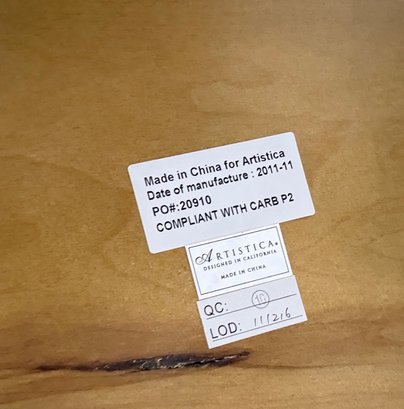 Made in China for Artistica
Date of manufacture : 2011-11
PO#:20910
COMPLIANT WITH CARB P2
ARTISTICA®
DESIGNED IN CALIFORNIA
MADE IN CHINA
QC: 10
LOD: 111216